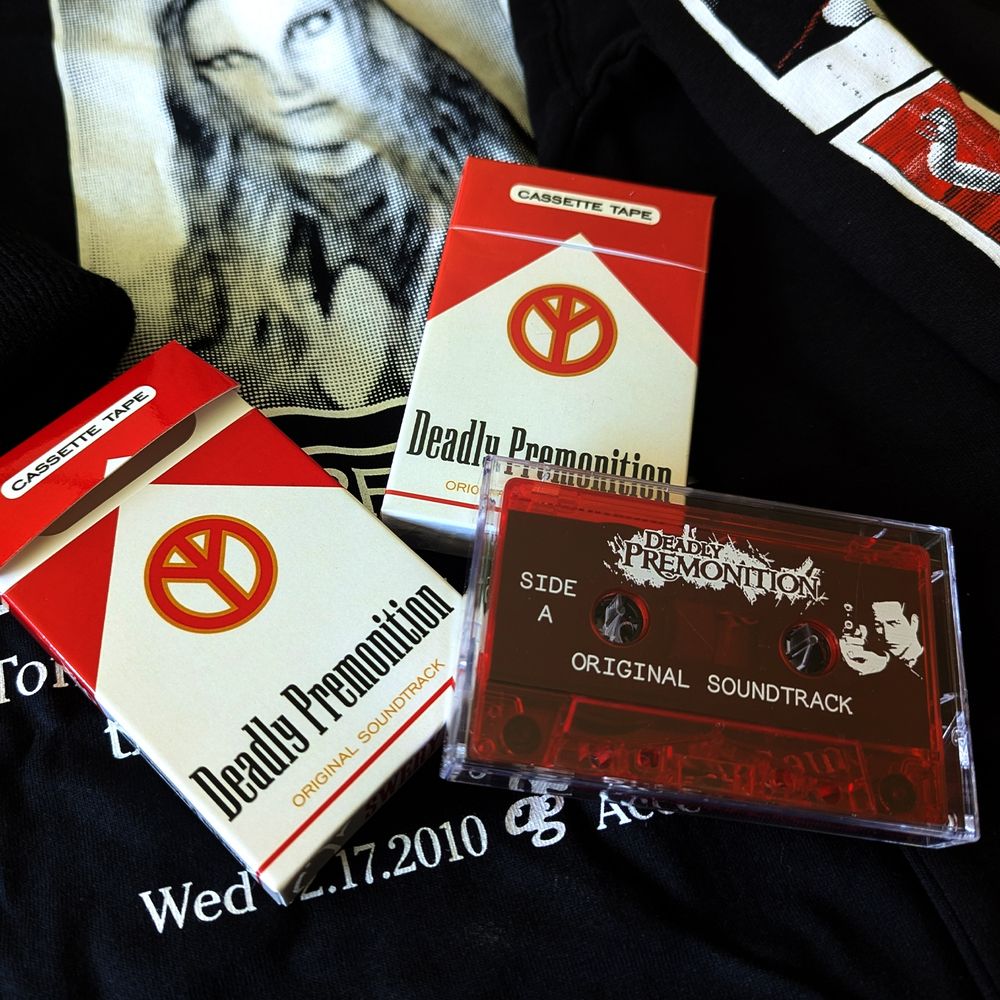 CASSETTE TAPE
Deadly Premonition
CASSETTE TAPE
Deadly Premonition
ORIGINAL SOUNDTRACK
DEADLY
PREMONITION
SIDE
A
ORIGINAL SOUNDTRACK
Wed 2.17.2010